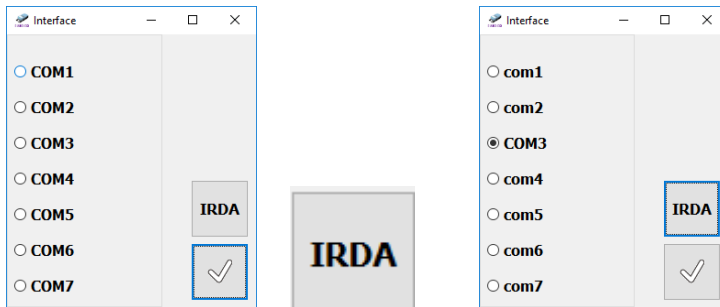 Interface
COM1
COM2
COM3
COM4
COM5
COM6
COM7
IRDA
IRDA
Interface
com1
com2
COM3
com4
com5
com6
com7
IRDA